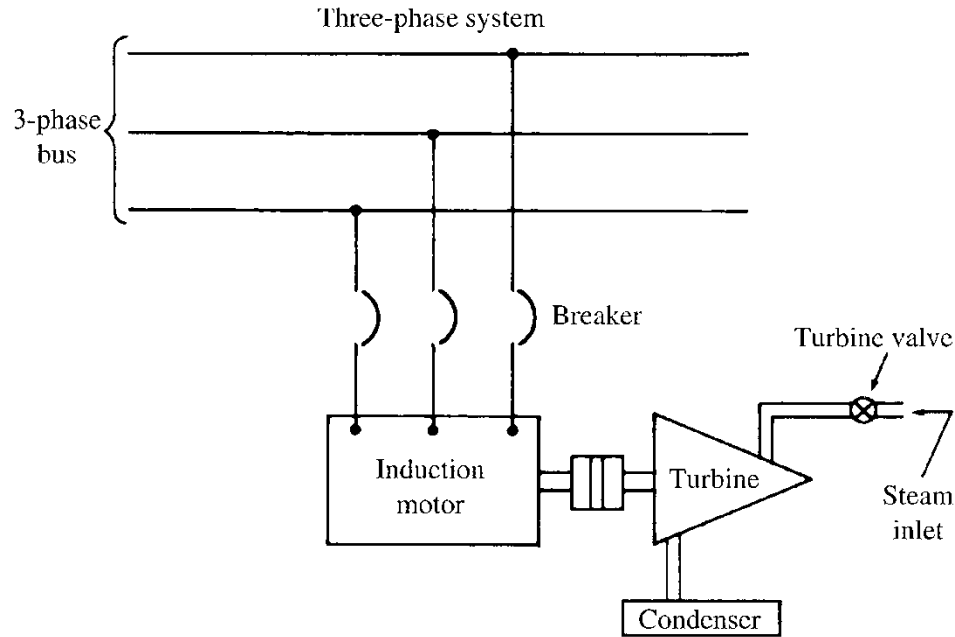 Three-phase system
3-phase
bus
Breaker
Turbine valve
Induction
motor
Turbine
Steam
inlet
Condenser